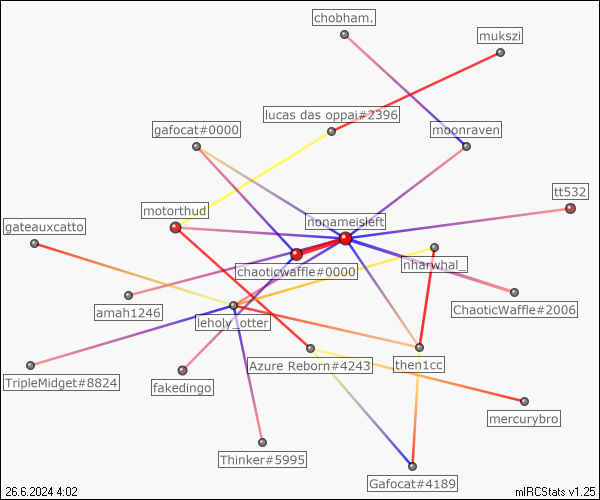 chobham.
mukszi
lucas das oppai#2396
gafocat#0000
moonraven
tt532
motorthud
nonameisleft
gateauxcatto
chaoticwaffle#0000
nharwhal_
amah1246
ChaoticWaffle#2006
leholy_otter
Azure Reborn#4243
then1cc
TripleMidget#8824
fakedingo
mercurybro
Thinker#5995
Gafocat#4189
26.6.2024 4:02
mIRCStats v1.25